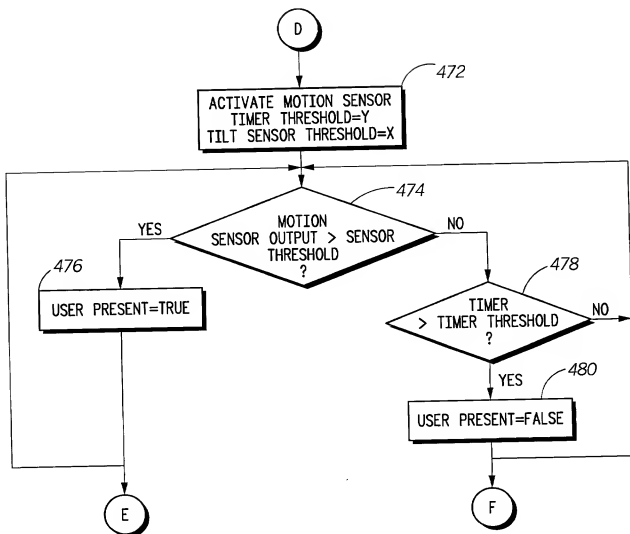 D
472
ACTIVATE MOTION SENSOR
TIMER THRESHOLD=Y
TILT SENSOR THRESHOLD=X
474
YES
MOTION
SENSOR OUTPUT > SENSOR
THRESHOLD
?
NO
476
USER PRESENT=TRUE
478
TIMER
> TIMER THRESHOLD
?
NO
YES
480
USER PRESENT=FALSE
E
F